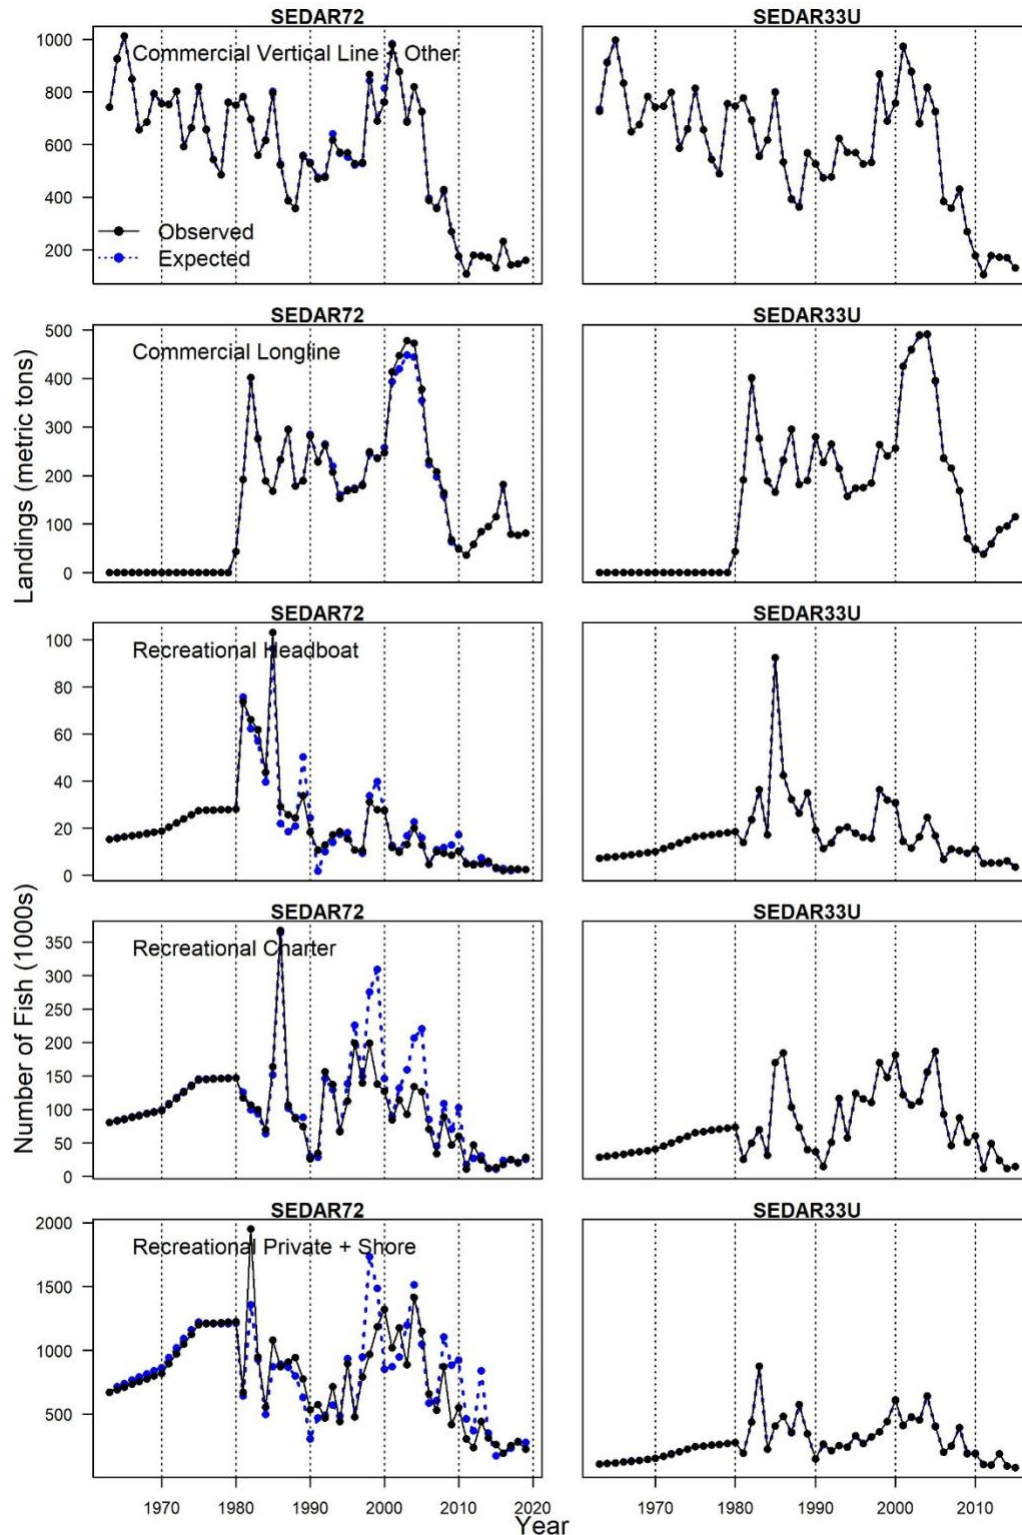 SEDAR72
SEDAR33U
Commercial Vertical Line + Other
1000
800
600
400
200
Observed
Expected
SEDAR72
SEDAR33U
Commercial Longline
500
400
300
200
100
0
Landings (metric tons)
SEDAR72
SEDAR33U
Recreational Headboat
100
80
60
40
20
0
SEDAR72
SEDAR33U
Recreational Charter
350
300
250
200
150
100
50
0
Number of Fish (1000s)
SEDAR72
SEDAR33U
Recreational Private + Shore
2000
1500
1000
500
1970 1980 1990 2000 2010 2020 1970 1980 1990 2000 2010
Year